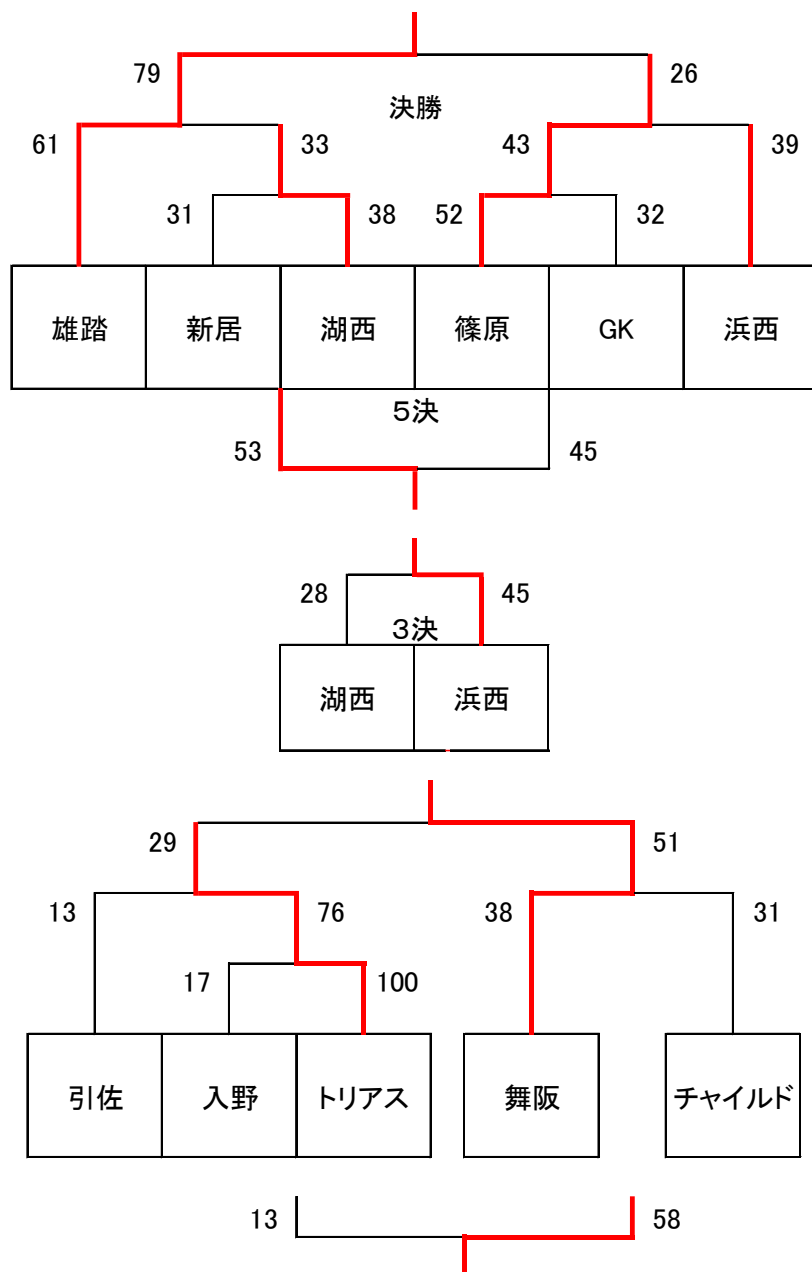 79 26
決勝
61 33 43 39
31 38 52 32
雄踏 新居 湖西 篠原 GK 浜西
5決
53 45
28 45
3決
湖西 浜西
29 51
13 76 38 31
17 100
引佐 入野 トリアス 舞阪 チャイルド
13 58